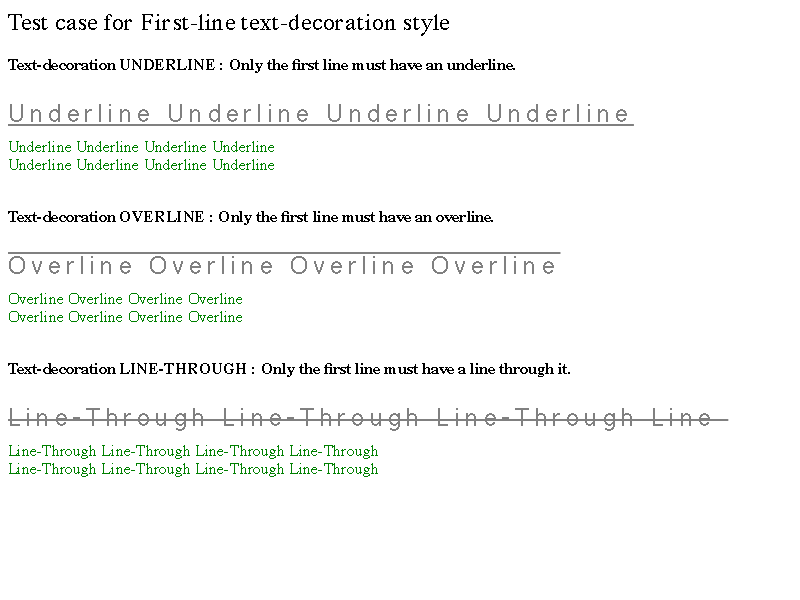 Test case for First-line text-decoration style
Text-decoration UNDERLINE : Only the first line must have an underline.
Underline Underline Underline Underline
Underline Underline Underline Underline
Underline Underline Underline Underline
Text-decoration OVERLINE : Only the first line must have an overline.
Overline Overline Overline Overline
Overline Overline Overline Overline
Overline Overline Overline Overline
Text-decoration LINE-THROUGH : Only the first line must have a line through it.
Line-Through Line-Through Line-Through Line
Line-Through Line-Through Line-Through Line-Through
Line-Through Line-Through Line-Through Line-Through